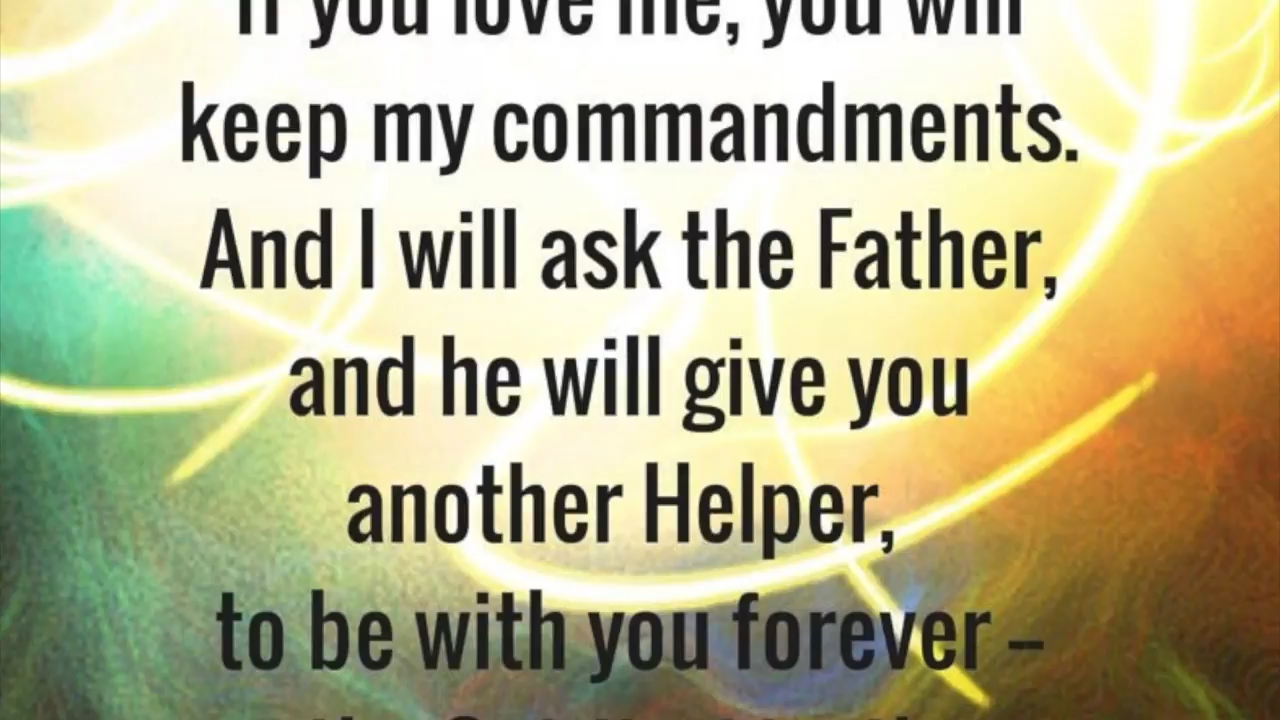 If you love me, you will
keep my commandments.
And I will ask the Father,
and he will give you
another Helper,
to be with you forever –